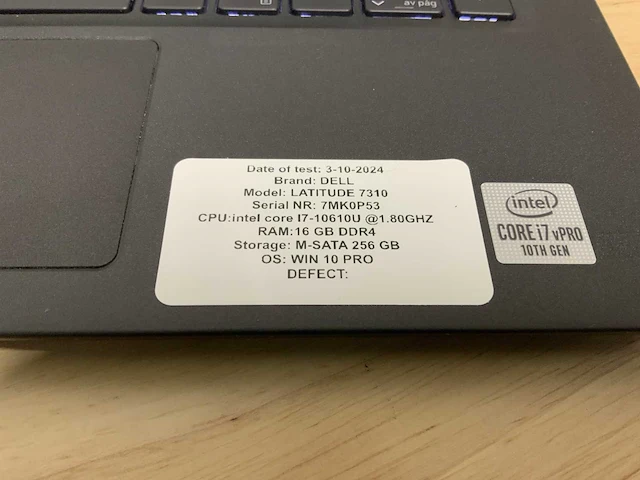 av påg
Date of test: 3-10-2024
Brand: DELL
Model: LATITUDE 7310
Serial NR: 7MK0P53
CPU:intel core I7-10610U @1.80GHZ
RAM:16 GB DDR4
Storage: M-SATA 256 GB
OS: WIN 10 PRO
DEFECT:
intel
CORE i7 vPRO
10TH GEN